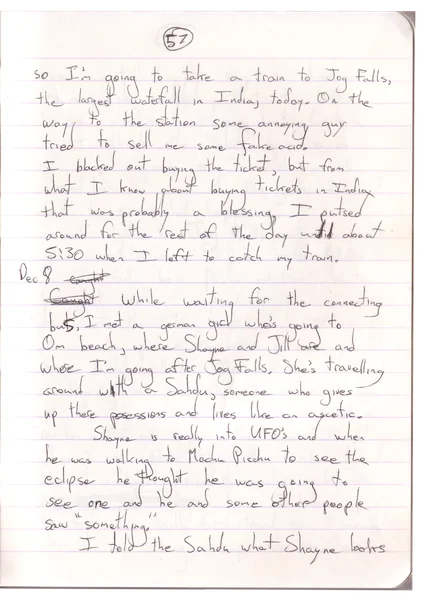 57
so I'm going to take a train to Jog Falls,
the largest waterfall in India, today. On the
way to the station some annoying guy
tried to sell me some fake acid.
I blacked out buying the ticket, but from
what I know about buying tickets in India,
that was probably a blessing. I putsed
around for the rest of the day until about
5:30 when I left to catch my train.
Dec 8 caught
Caught While waiting for the connecting
bus, I met a german girl who's going to
Om beach, where Shayne and Jill are and
where I'm going after Jog Falls. She's travelling
around with a Sahdu, someone who gives
up there possessions and lives like an ascetic.
Shayne is really into UFO's and when
he was walking to Machu Picchu to see the
eclipse he thought he was going to
see one and he and some other people
saw "something."
I told the Sahdu what Shayne looks